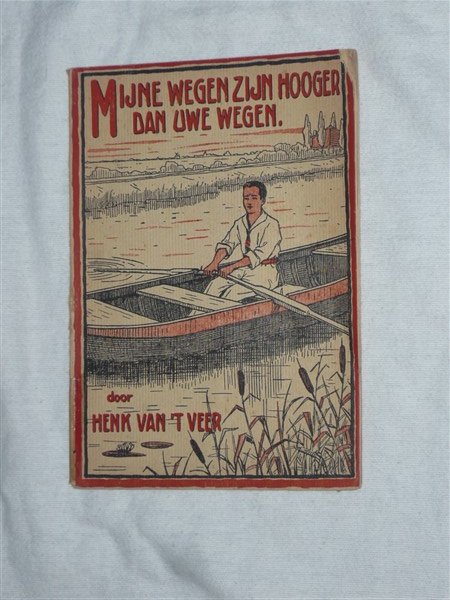 MIJNE WEGEN ZIJN HOOGER
DAN UWE WEGEN.
door
HENK VAN 'T VEER